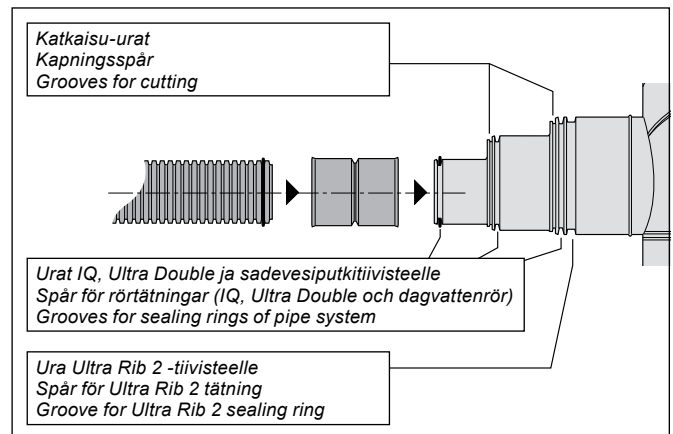 Katkaisu-urat
Kapningsspår
Grooves for cutting
Urat IQ, Ultra Double ja sadevesiputkitiivisteelle
Spår för rörtätningar (IQ, Ultra Double och dagvattenrör)
Grooves for sealing rings of pipe system
Ura Ultra Rib 2 -tiivisteelle
Spår för Ultra Rib 2 tätning
Groove for Ultra Rib 2 sealing ring